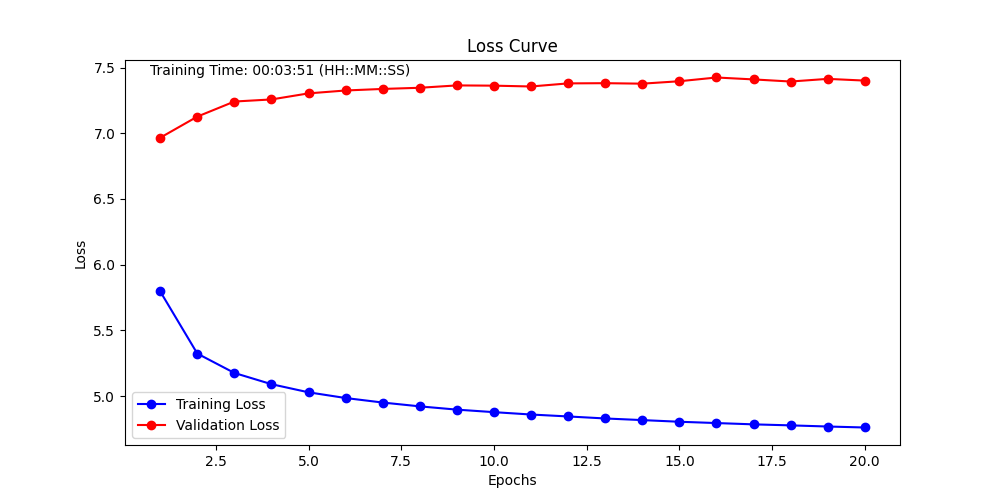 Loss Curve
Training Time: 00:03:51 (HH::MM::SS)
7.5
7.0
6.5
6.0
5.5
5.0
Loss
Training Loss
Validation Loss
2.5 5.0 7.5 10.0 12.5 15.0 17.5 20.0
Epochs